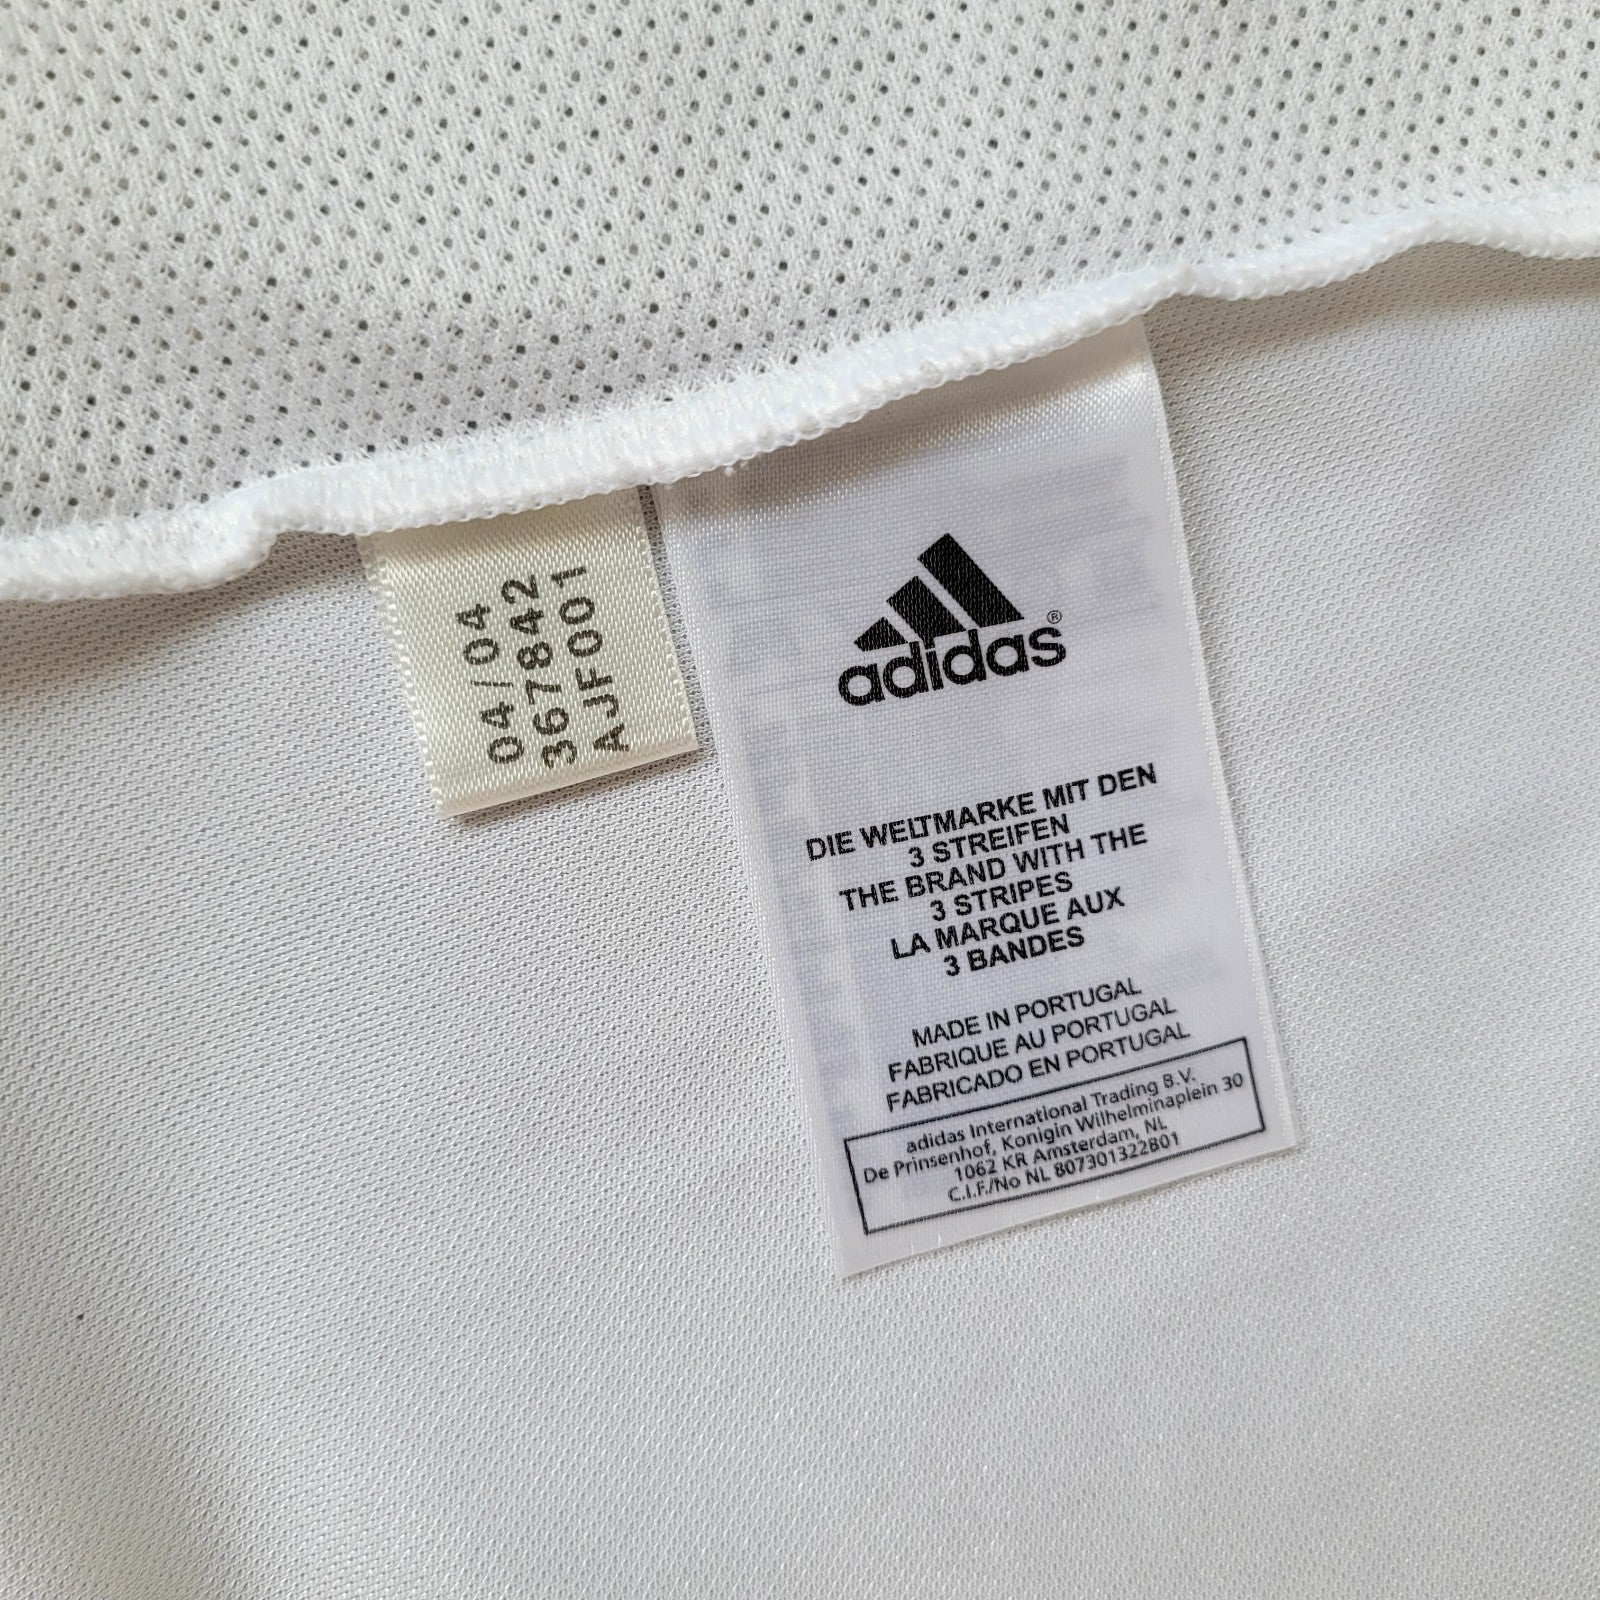 04/04
367842
AJF001
adidas®
DIE WELTMARKE MIT DEN
3 STREIFEN
THE BRAND WITH THE
3 STRIPES
LA MARQUE AUX
3 BANDES
MADE IN PORTUGAL
FABRIQUE AU PORTUGAL
FABRICADO EN PORTUGAL
adidas International Trading B.V.
De Prinsenhof, Konigin Wilhelminaplein 30
1062 KR Amsterdam, NL
C.I.F./No NL 807301322B01